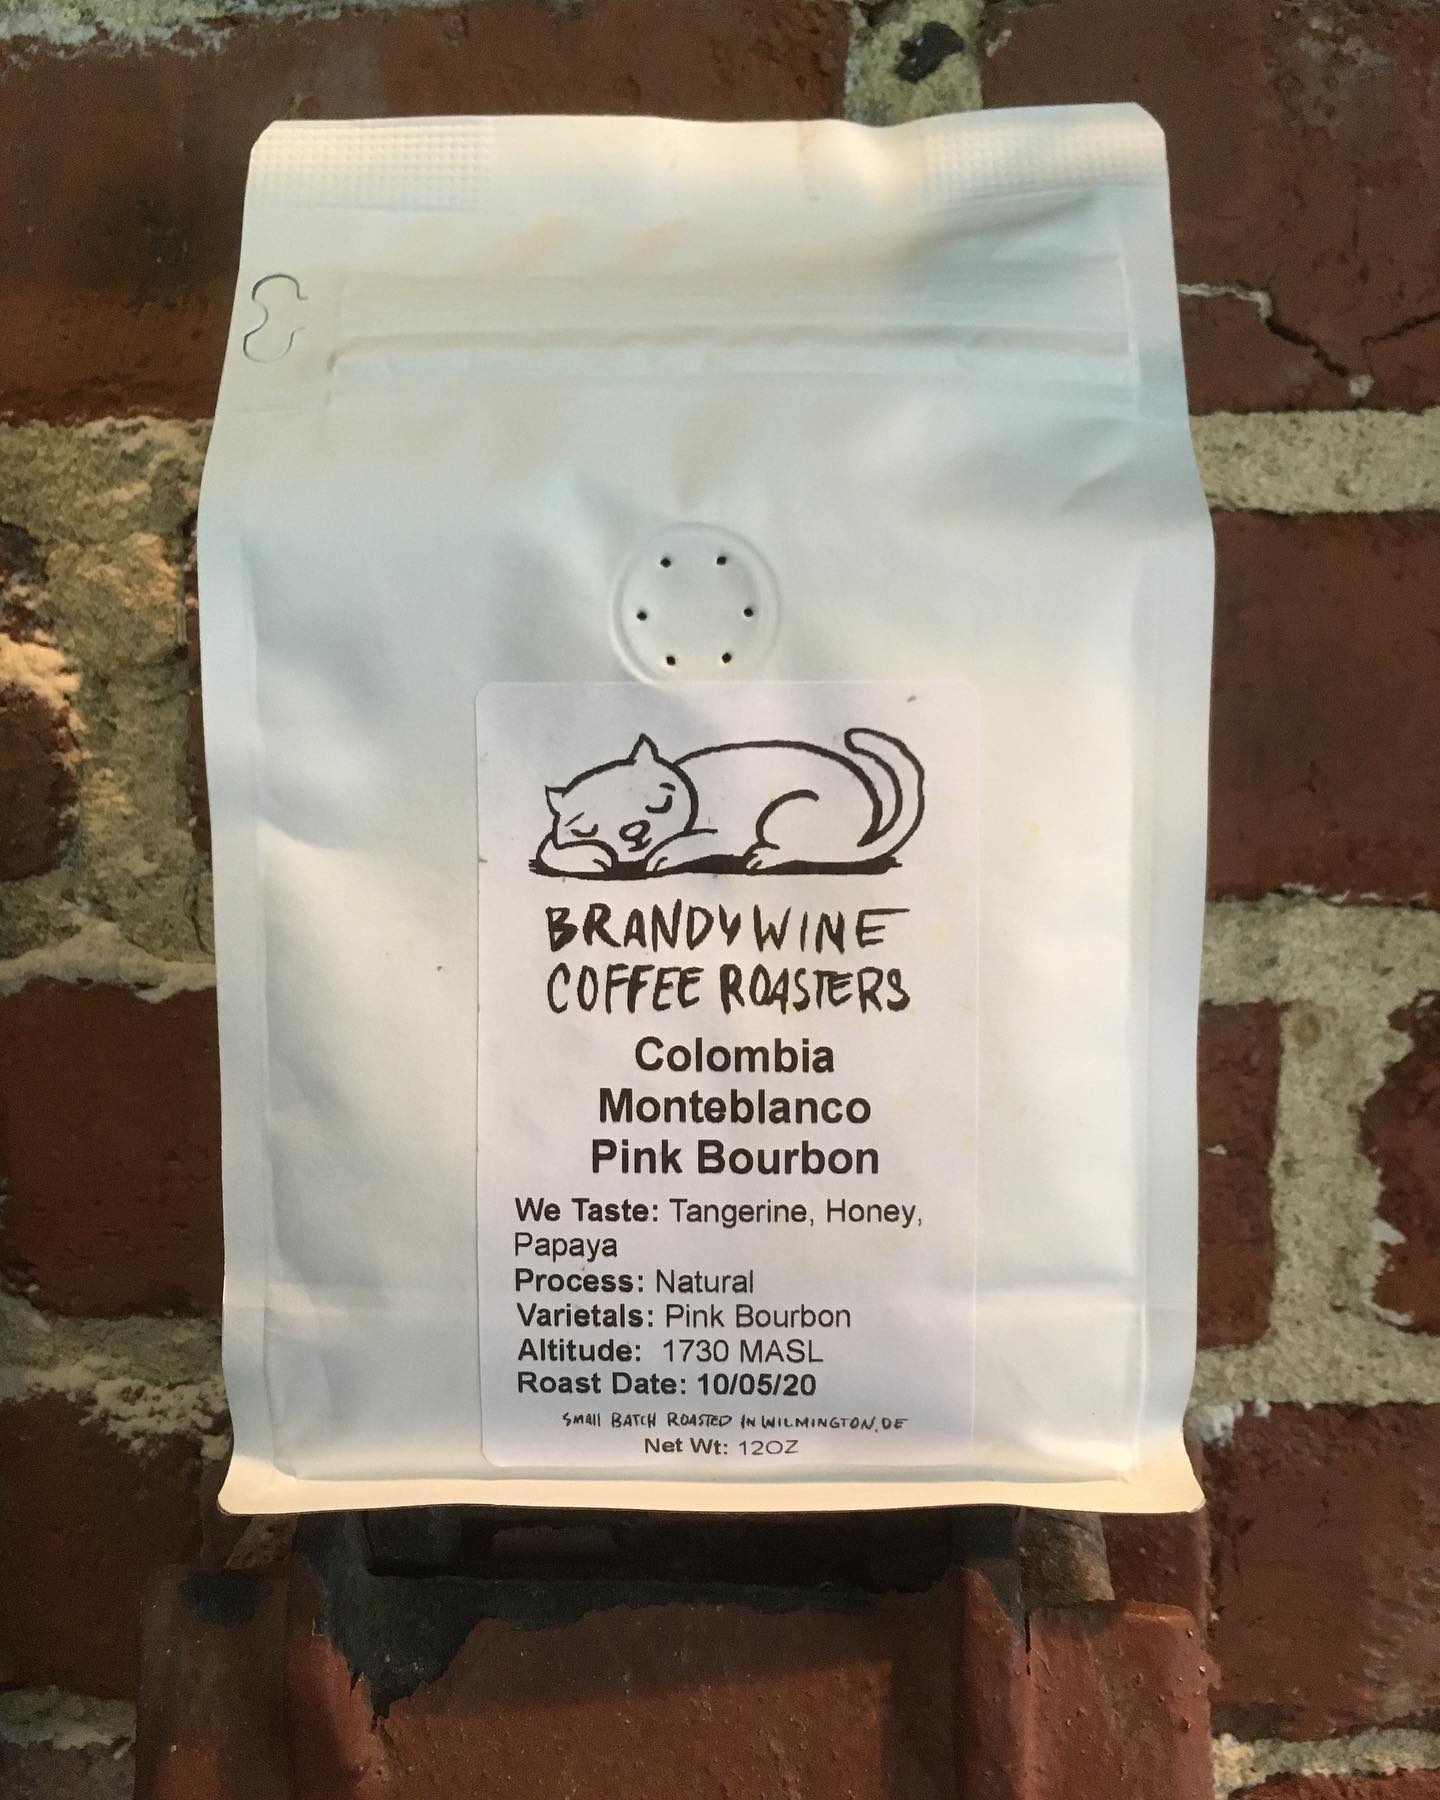 BRANDYWINE
COFFEE ROASTERS
Colombia
Monteblanco
Pink Bourbon
We Taste: Tangerine, Honey,
Papaya
Process: Natural
Varietals: Pink Bourbon
Altitude: 1730 MASL
Roast Date: 10/05/20
SMAll BATCH ROASTED IN WILMINGTON, DE
Net Wt: 12OZ